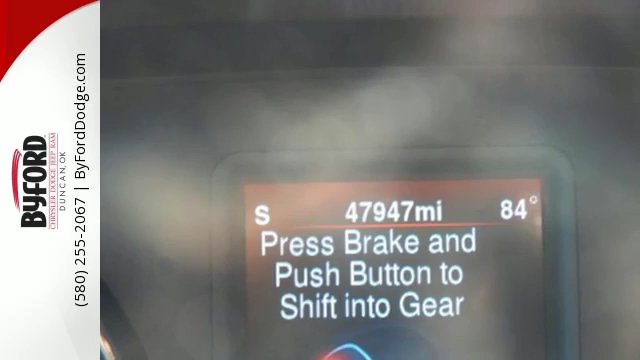 BYFORD
CHRYSLER DODGE JEEP RAM
DUNCAN, OK
(580) 255-2067 | ByFordDodge.com
S 47947mi 84°
Press Brake and
Push Button to
Shift into Gear